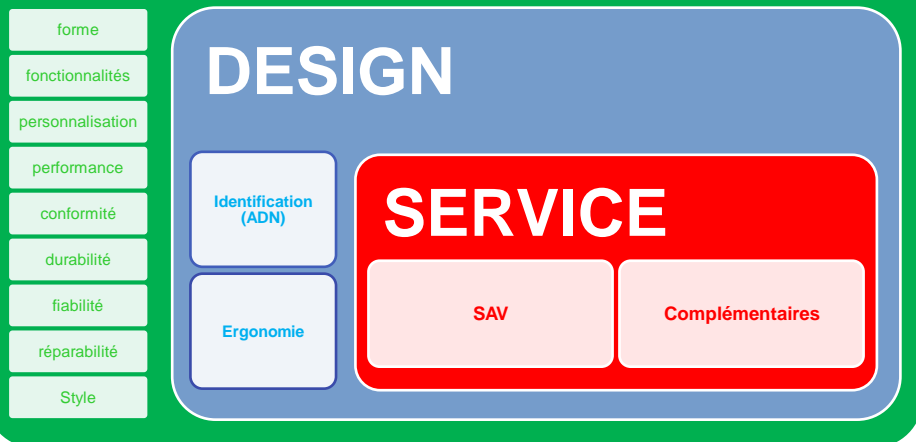 forme
fonctionnalités
personnalisation
performance
conformité
durabilité
fiabilité
réparabilité
Style
DESIGN
Identification
(ADN)
Ergonomie
SERVICE
SAV
Complémentaires